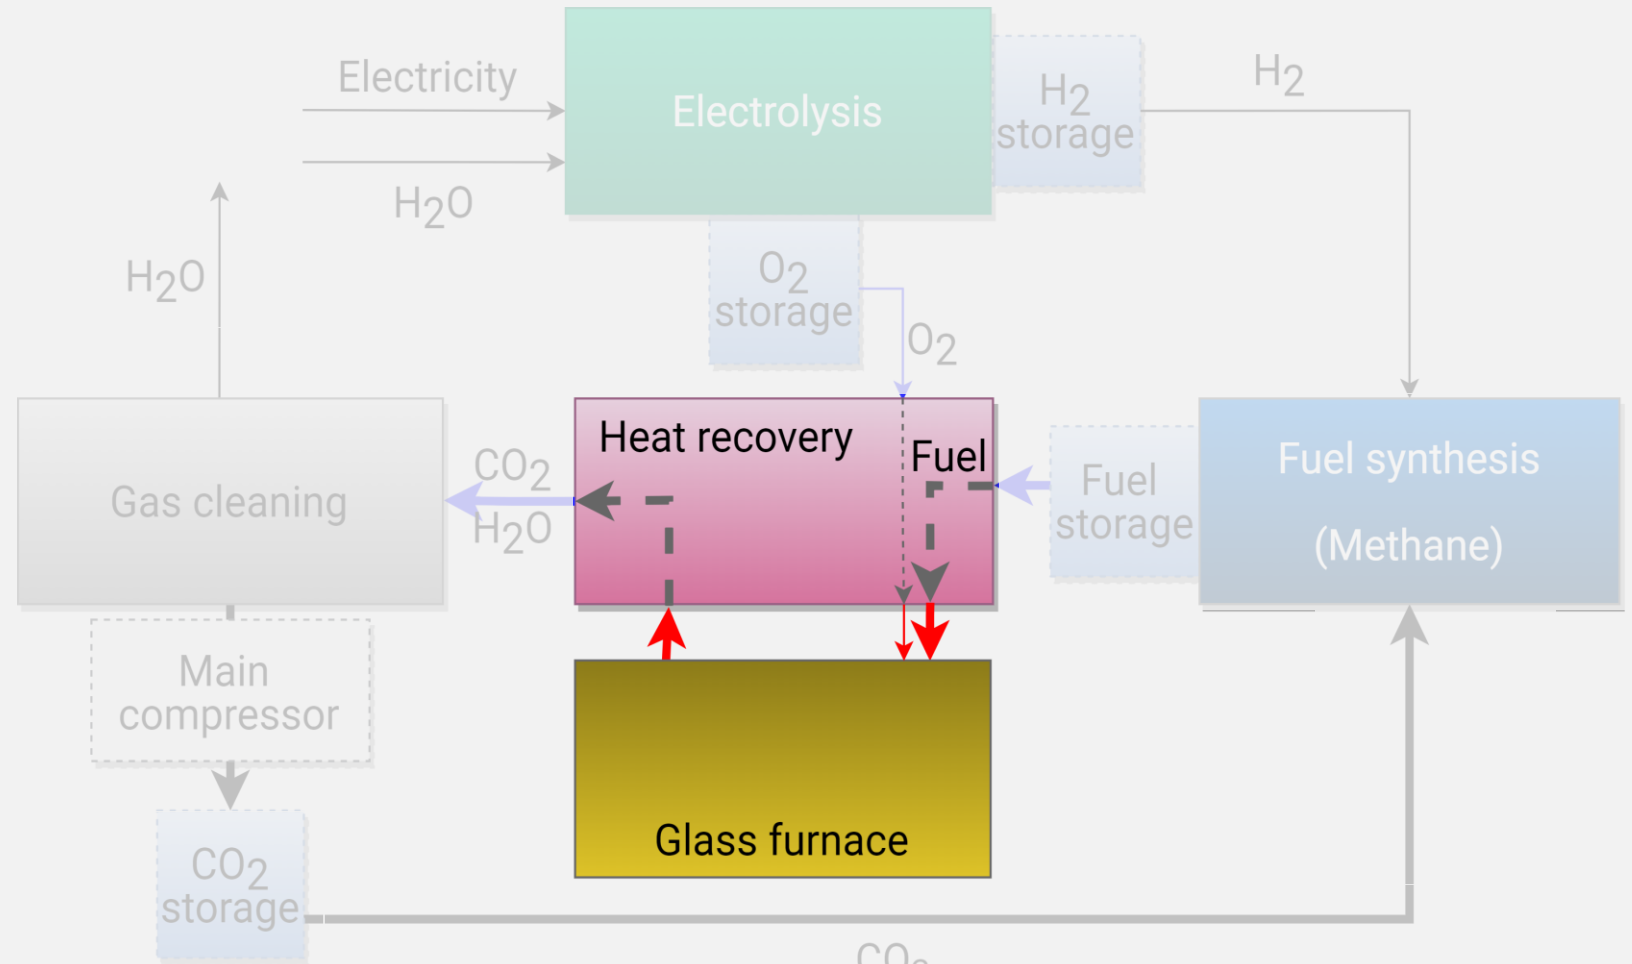 Electricity
H2O
H2O
Electrolysis
H2
storage
H2
O2
storage
O2
Gas cleaning
CO2
H2O
Heat recovery
Fuel
Fuel
storage
Fuel synthesis
(Methane)
Main
compressor
CO2
storage
Glass furnace
CO2